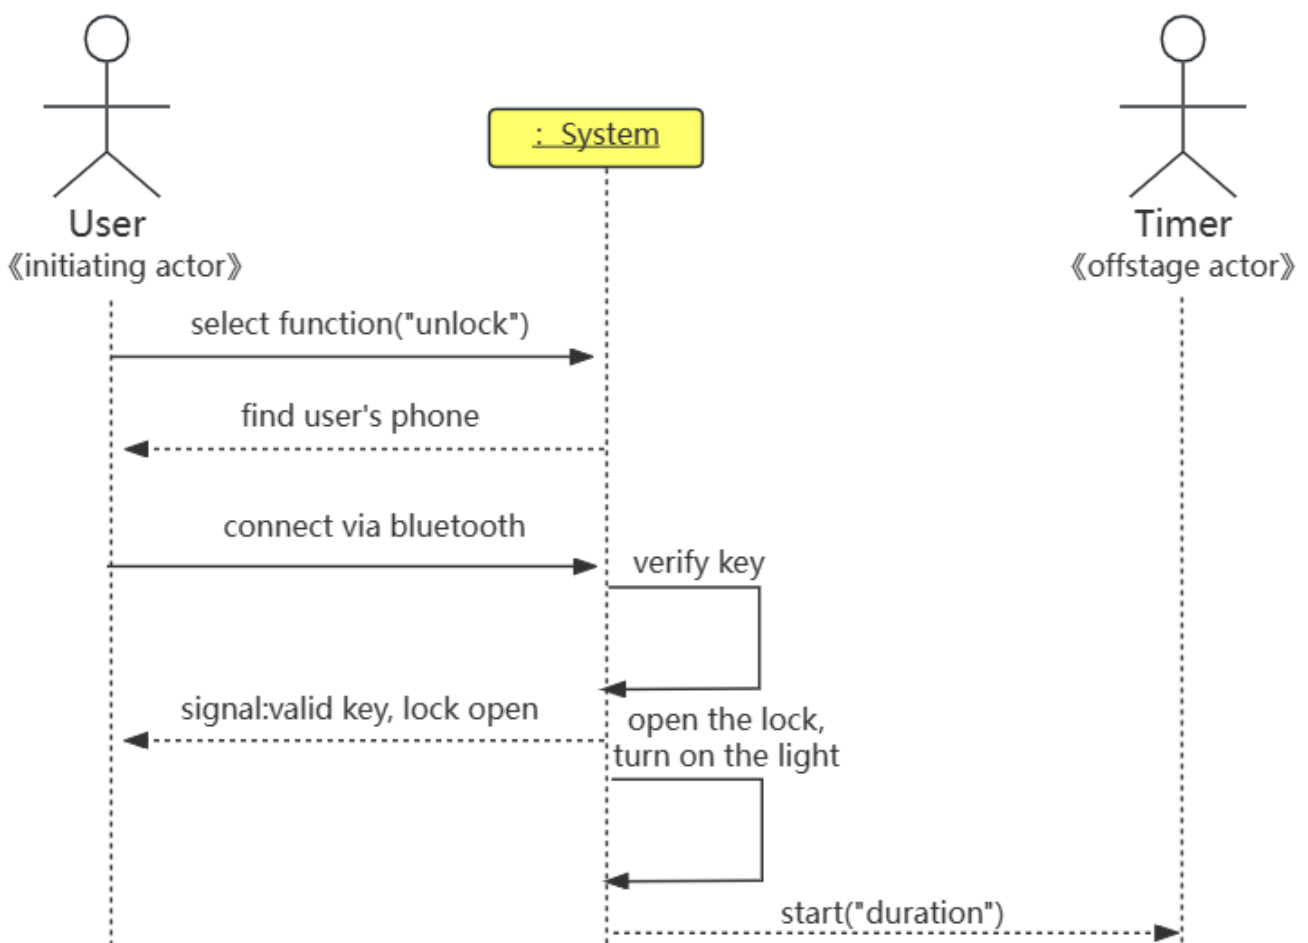 : System
User
《initiating actor》
Timer
《offstage actor》
select function("unlock")
find user's phone
connect via bluetooth
verify key
signal:valid key, lock open
open the lock,
turn on the light
start("duration")